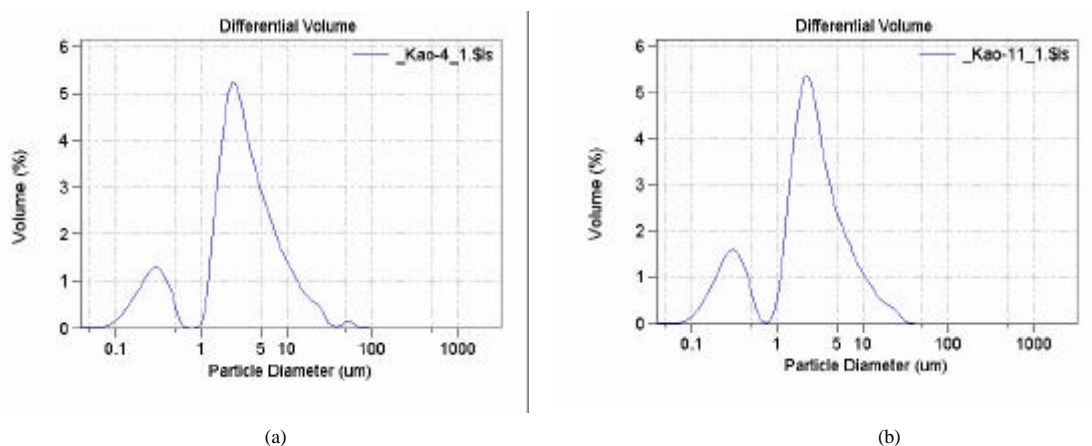 Differential Volume
_Kao-4_1.$ls
6
5
4
3
2
1
0
Volume (%)
0.1 1 5 10 100 1000
Particle Diameter (um)
(a)
Differential Volume
_Kao-11_1.$ls
6
5
4
3
2
1
0
Volume (%)
0.1 1 5 10 100 1000
Particle Diameter (um)
(b)